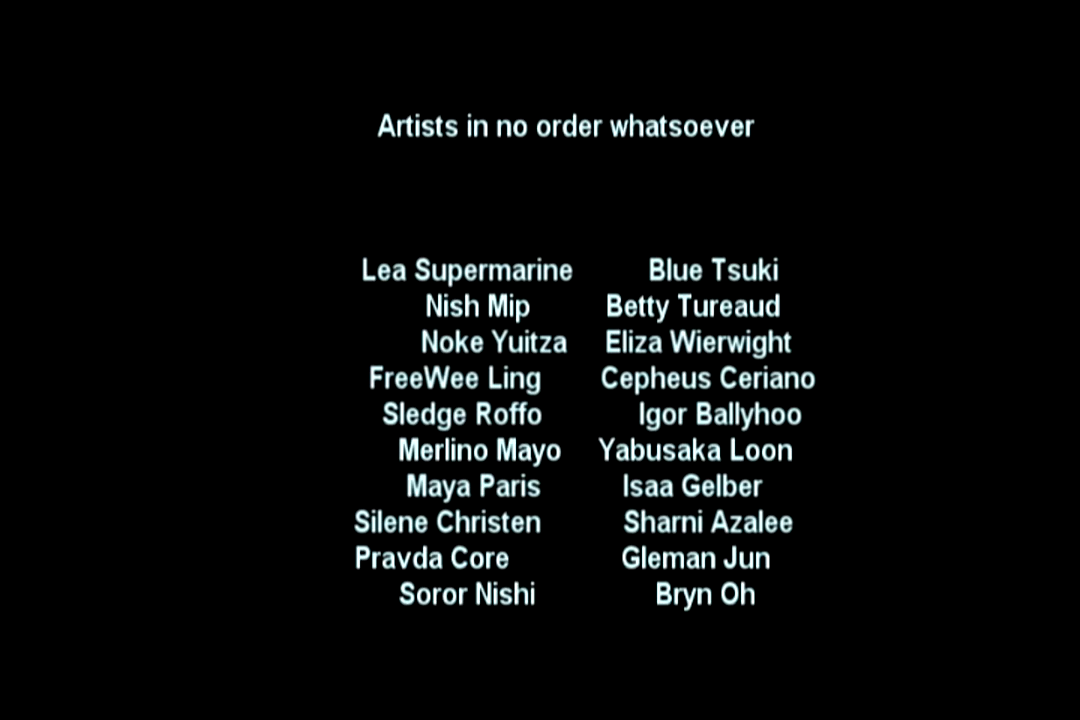 Artists in no order whatsoever
Lea Supermarine Blue Tsuki
Nish Mip Betty Tureaud
Noke Yuitza Eliza Wierwight
FreeWee Ling Cepheus Ceriano
Sledge Roffo Igor Ballyhoo
Merlino Mayo Yabusaka Loon
Maya Paris Isaa Gelber
Silene Christen Sharni Azalee
Pravda Core Gleman Jun
Soror Nishi Bryn Oh